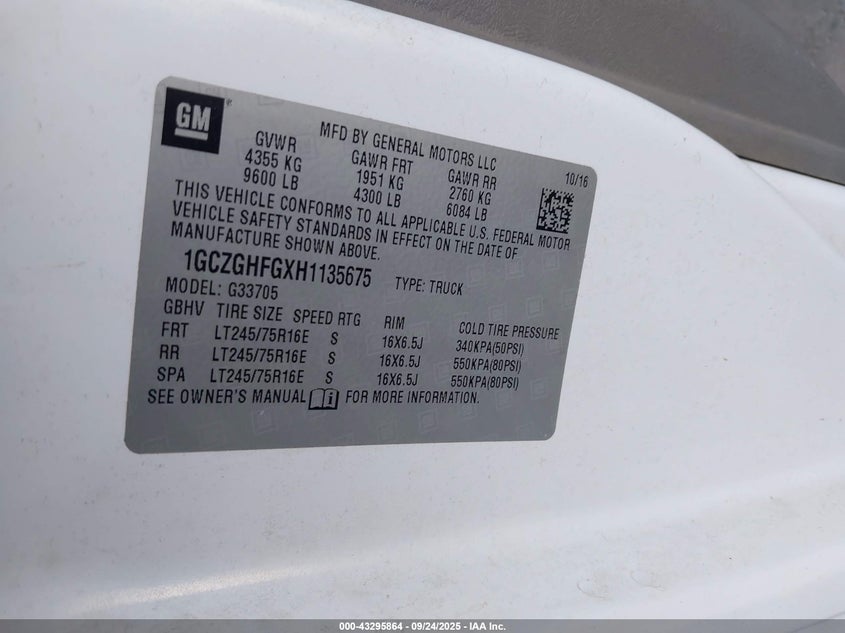 GM
MFD BY GENERAL MOTORS LLC
10/16
GVWR GAWR FRT GAWR RR
4355 KG 1951 KG 2760 KG
9600 LB 4300 LB 6084 LB
THIS VEHICLE CONFORMS TO ALL APPLICABLE U.S. FEDERAL MOTOR
VEHICLE SAFETY STANDARDS IN EFFECT ON THE DATE OF
MANUFACTURE SHOWN ABOVE.
1GCZGHFGXH1135675 TYPE: TRUCK
MODEL: G33705
GBHV TIRE SIZE SPEED RTG RIM COLD TIRE PRESSURE
FRT LT245/75R16E S 16X6.5J 340KPA(50PSI)
RR LT245/75R16E S 16X6.5J 550KPA(80PSI)
SPA LT245/75R16E S 16X6.5J 550KPA(80PSI)
SEE OWNER'S MANUAL i FOR MORE INFORMATION.
000-43295864 - 09/24/2025 - IAA Inc.